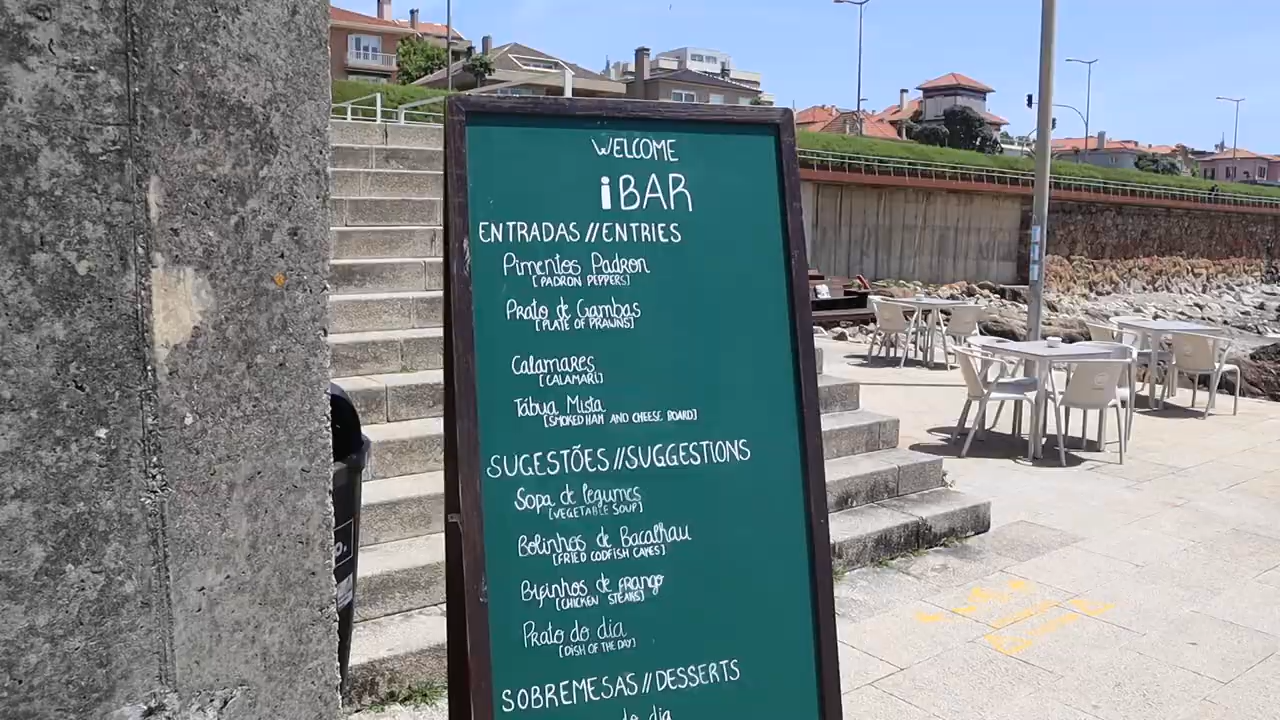 WELCOME
iBAR
ENTRADAS//ENTRIES
Pimentos Padron
[PADRON PEPPERS]
Prato de Gambas
[PLATE OF PRAWNS]
Calamares
[CALAMARI]
Tábua Mista
[SMOKED HAM AND CHEESE BOARD]
SUGESTÕES//SUGGESTIONS
Sopa de legumes
[VEGETABLE SOUP]
Bolinhos de Bacalhau
[FRIED CODFISH CAKES]
Bifinhos de frango
[CHICKEN STEAKS]
Prato do dia
[DISH OF THE DAY]
SOBREMESAS//DESSERTS
do dia